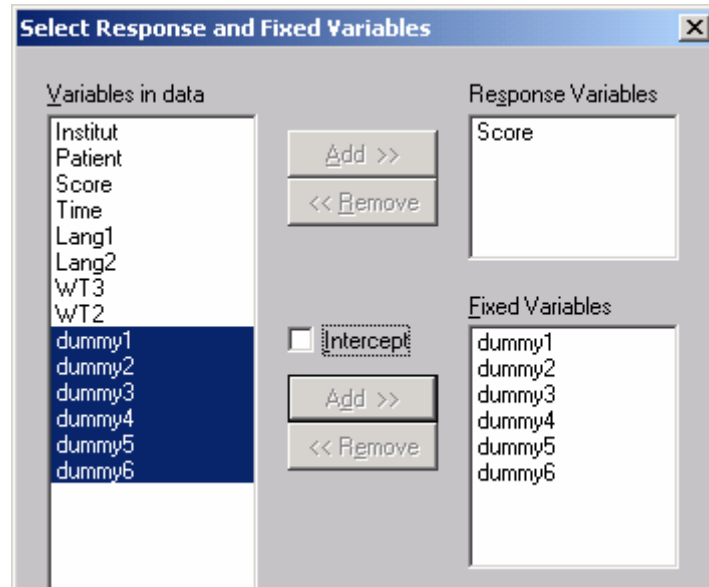 Select Response and Fixed Variables
Variables in data
Institut
Patient
Score
Time
Lang1
Lang2
WT3
WT2
dummy1
dummy2
dummy3
dummy4
dummy5
dummy6
Add >>
<< Remove
Response Variables
Score
Intercept
Add >>
<< Remove
Fixed Variables
dummy1
dummy2
dummy3
dummy4
dummy5
dummy6